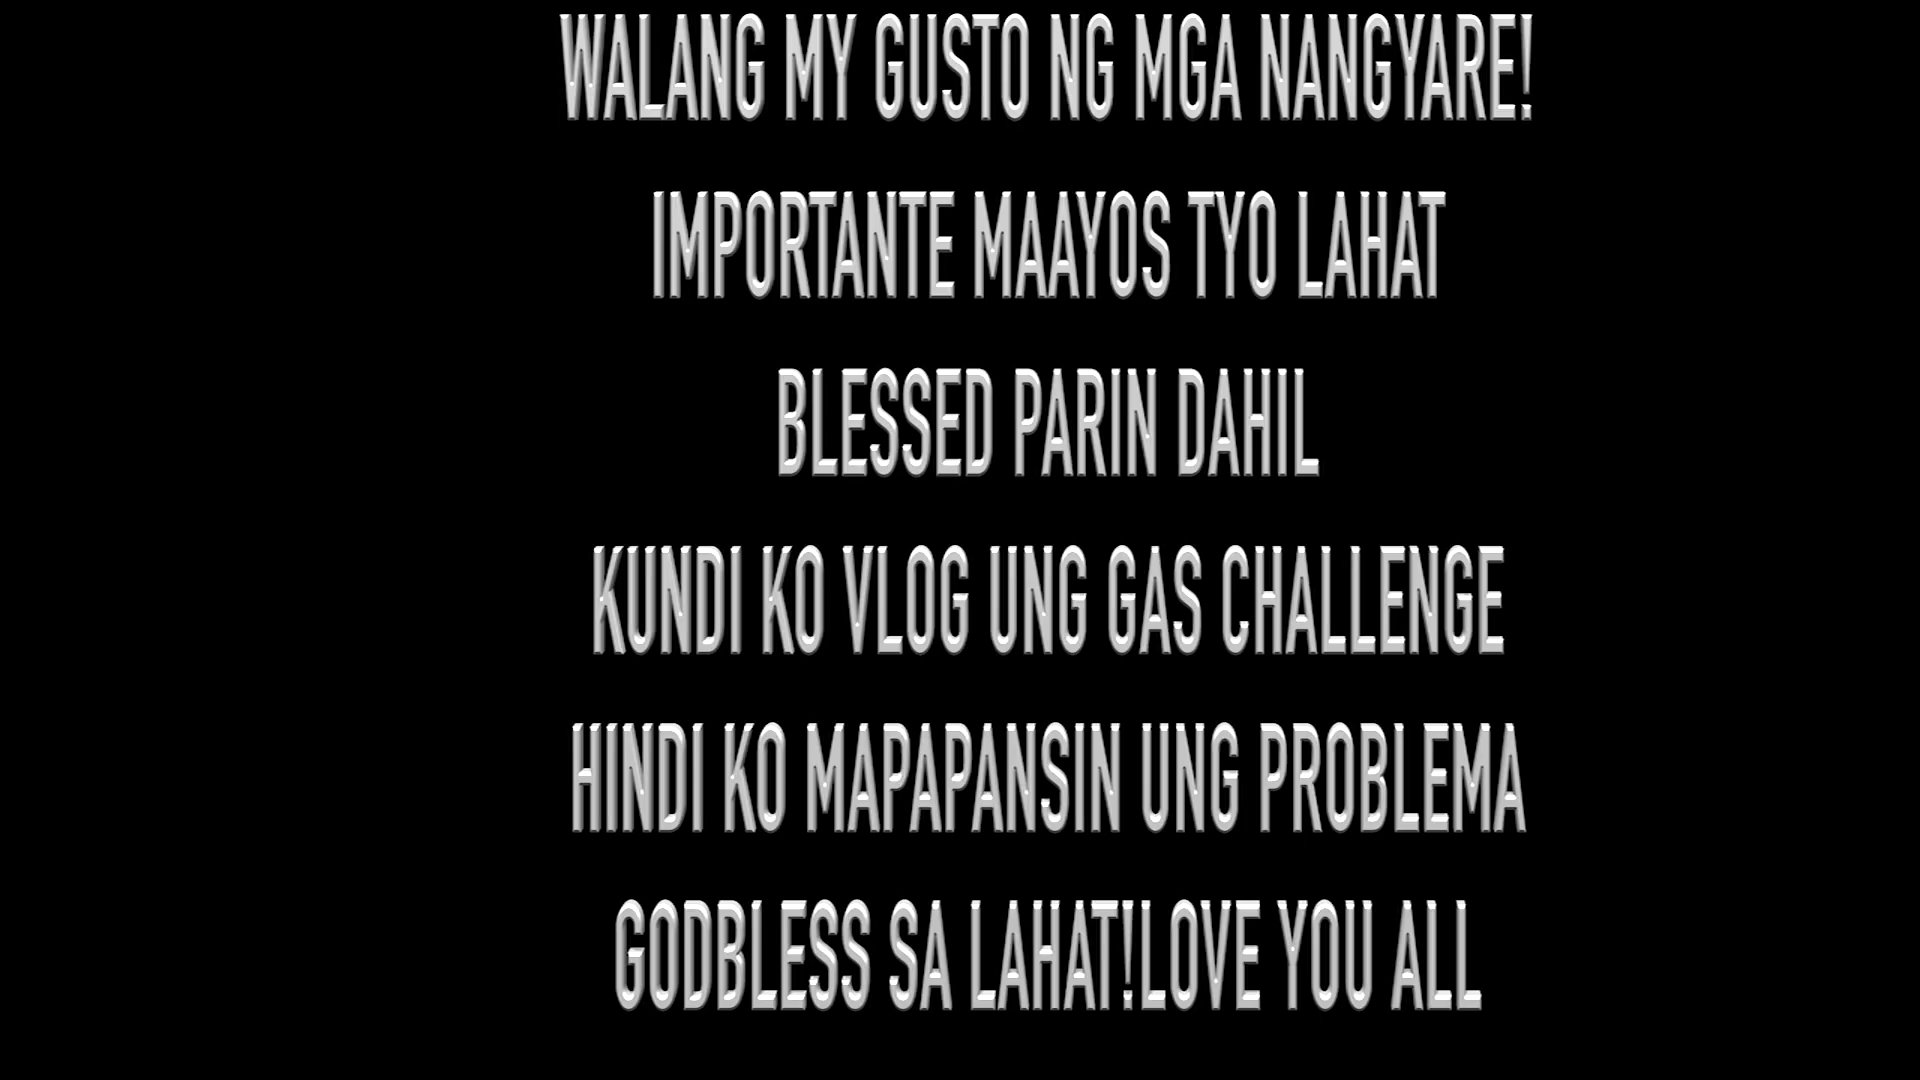 WALANG MY GUSTO NG MGA NANGYARE!
IMPORTANTE MAAYOS TYO LAHAT
BLESSED PARIN DAHIL
KUNDI KO VLOG UNG GAS CHALLENGE
HINDI KO MAPAPANSIN UNG PROBLEMA
GODBLESS SA LAHAT!LOVE YOU ALL